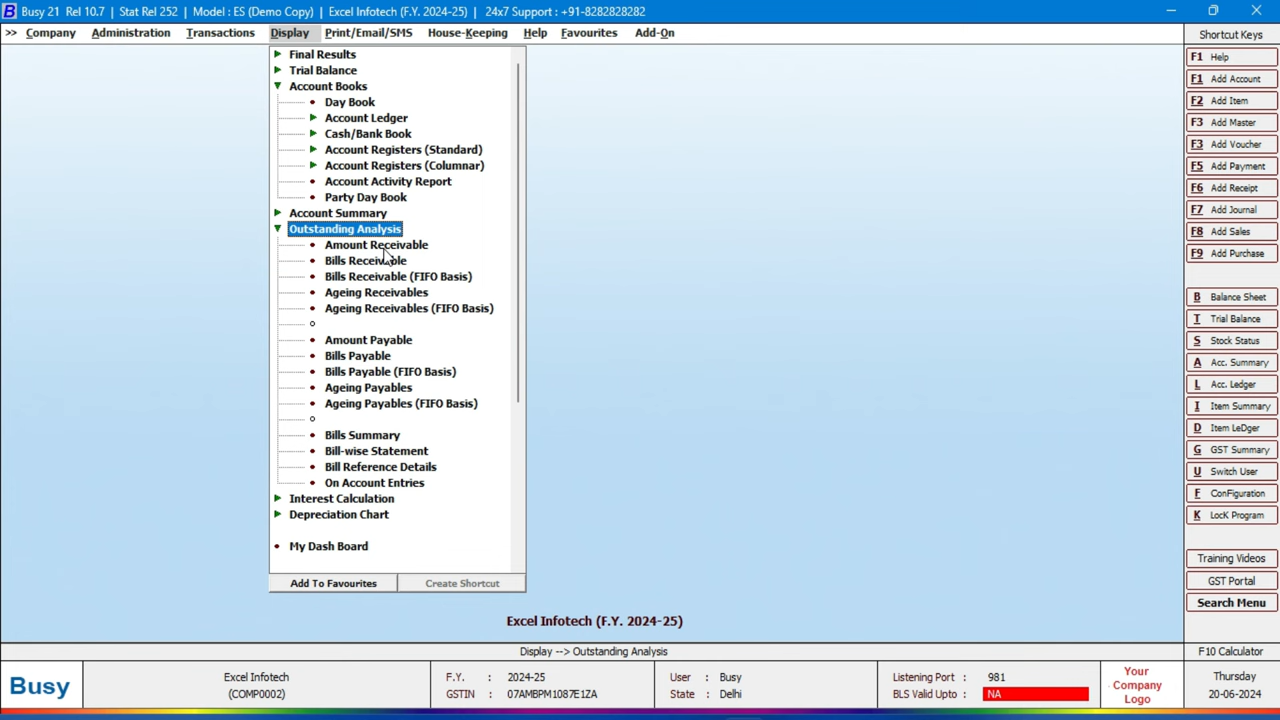 Busy 21 Rel 10.7 | Stat Rel 252 | Model : ES (Demo Copy) | Excel Infotech (F.Y. 2024-25) | 24x7 Support : +91-8282828282
>> Company Administration Transactions Display Print/Email/SMS House-Keeping Help Favourites Add-On
Final Results
Trial Balance
Account Books
Day Book
Account Ledger
Cash/Bank Book
Account Registers (Standard)
Account Registers (Columnar)
Account Activity Report
Party Day Book
Account Summary
Outstanding Analysis
Amount Receivable
Bills Receivable
Bills Receivable (FIFO Basis)
Ageing Receivables
Ageing Receivables (FIFO Basis)
Amount Payable
Bills Payable
Bills Payable (FIFO Basis)
Ageing Payables
Ageing Payables (FIFO Basis)
Bills Summary
Bill-wise Statement
Bill Reference Details
On Account Entries
Interest Calculation
Depreciation Chart
My Dash Board
Add To Favourites Create Shortcut
Shortcut Keys
F1 Help
F1 Add Account
F2 Add Item
F3 Add Master
F3 Add Voucher
F5 Add Payment
F6 Add Receipt
F7 Add Journal
F8 Add Sales
F9 Add Purchase
B Balance Sheet
T Trial Balance
S Stock Status
A Acc. Summary
L Acc. Ledger
I Item Summary
D Item LeDger
G GST Summary
U Switch User
F ConFiguration
K LocK Program
Training Videos
GST Portal
Search Menu
Excel Infotech (F.Y. 2024-25)
Display --> Outstanding Analysis
F10 Calculator
Busy
Excel Infotech
(COMP0002)
F.Y. : 2024-25
GSTIN : 07AMBPM1087E1ZA
User : Busy
State : Delhi
Listening Port : 981
BLS Valid Upto : NA
Your
Company
Logo
Thursday
20-06-2024